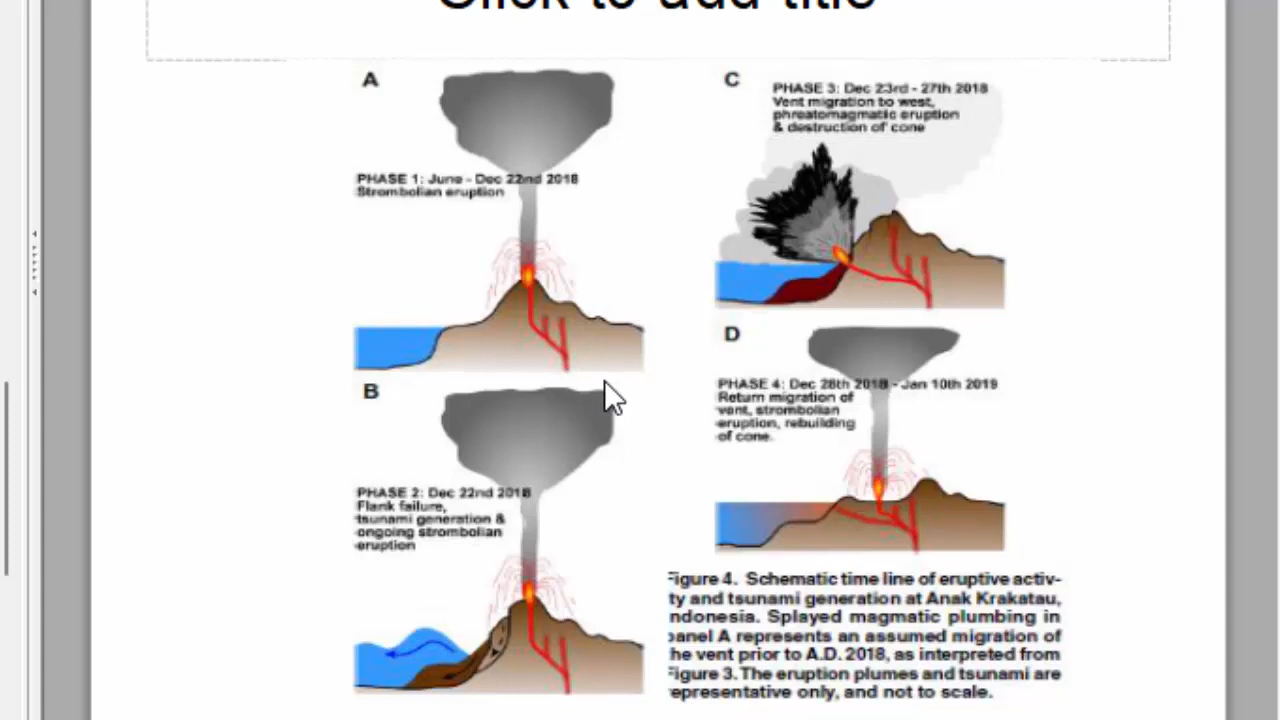 Click to add title
A
PHASE 1: June - Dec 22nd 2018
Strombolian eruption
B
PHASE 2: Dec 22nd 2018
Flank failure,
tsunami generation &
ongoing strombolian
eruption
C
PHASE 3: Dec 23rd - 27th 2018
Vent migration to west,
phreatomagmatic eruption
& destruction of cone
D
PHASE 4: Dec 28th 2018 - Jan 10th 2019
Return migration of
vent, strombolian
eruption, rebuilding
of cone.
Figure 4. Schematic time line of eruptive activ-
ty and tsunami generation at Anak Krakatau,
ndonesia. Splayed magmatic plumbing in
panel A represents an assumed migration of
he vent prior to A.D. 2018, as interpreted from
Figure 3. The eruption plumes and tsunami are
epresentative only, and not to scale.